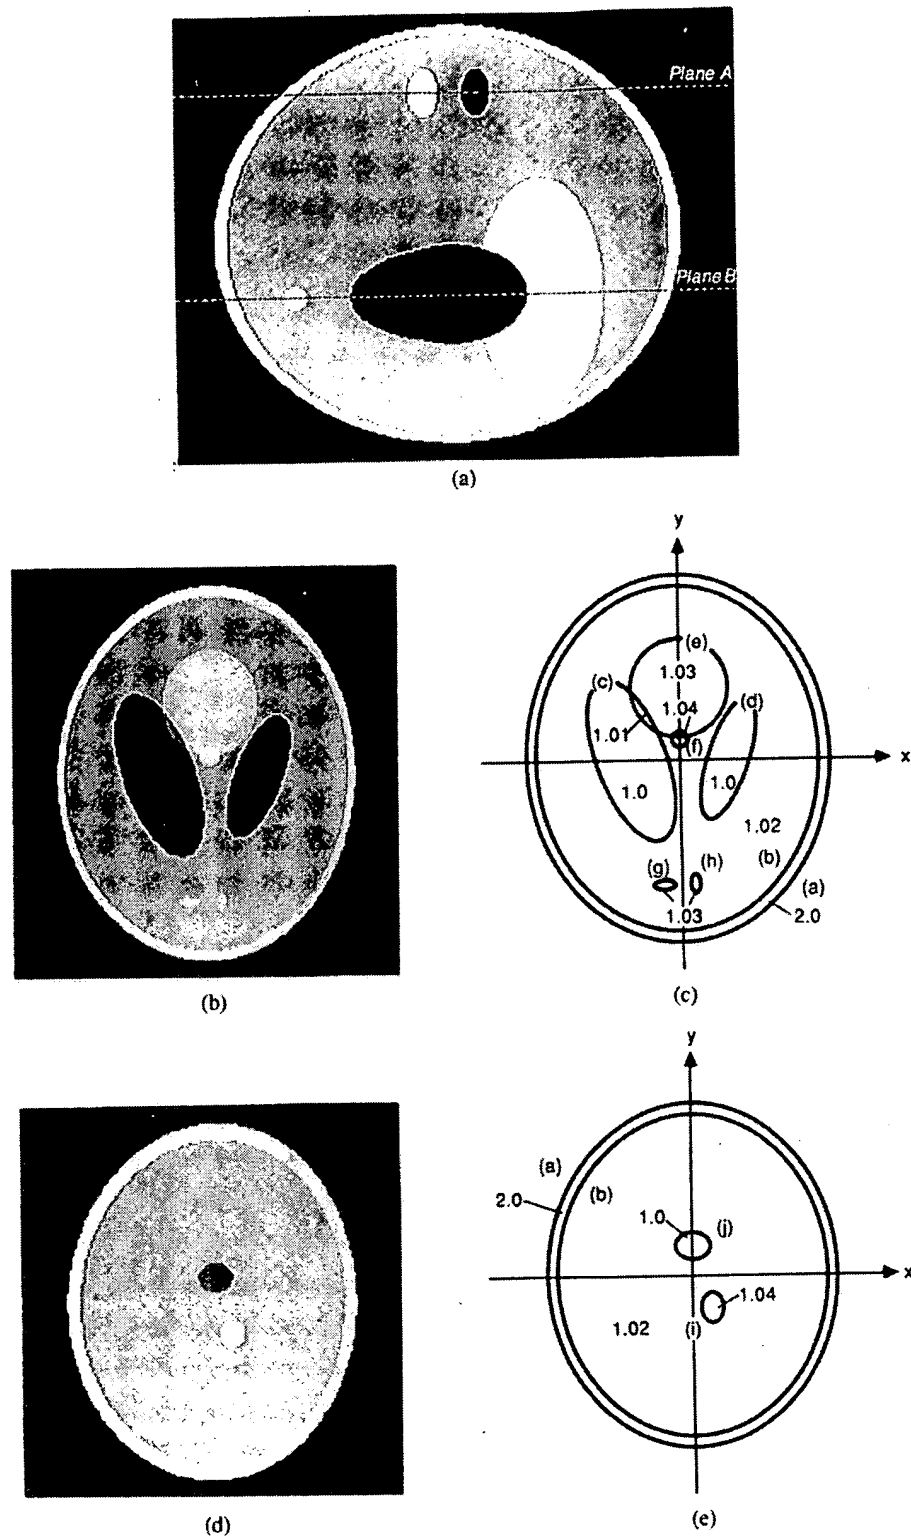 Plane A
Plane B
(a)
y
(e)
1.03
(c)
(d)
1.04
1.01
(f)
x
1.0
1.0
1.02
(g)
(h)
(b)
(a)
1.03
2.0
(b)
(c)
y
(a)
(b)
2.0
1.0
(j)
x
1.04
1.02
(i)
(d)
(e)